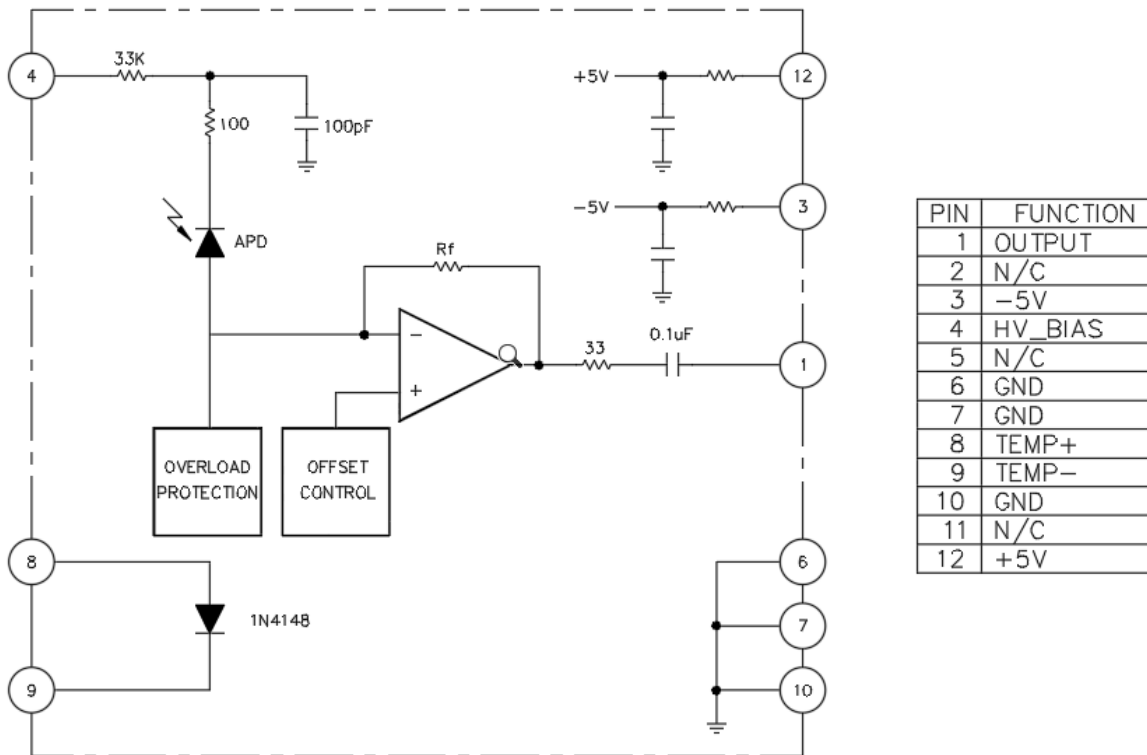 4
33K
100
100pF
APD
+5V
12
-5V
3
Rf
-
+
33
0.1uF
1
OVERLOAD
PROTECTION
OFFSET
CONTROL
8
1N4148
9
6
7
10
PIN FUNCTION
1 OUTPUT
2 N/C
3 -5V
4 HV_BIAS
5 N/C
6 GND
7 GND
8 TEMP+
9 TEMP-
10 GND
11 N/C
12 +5V